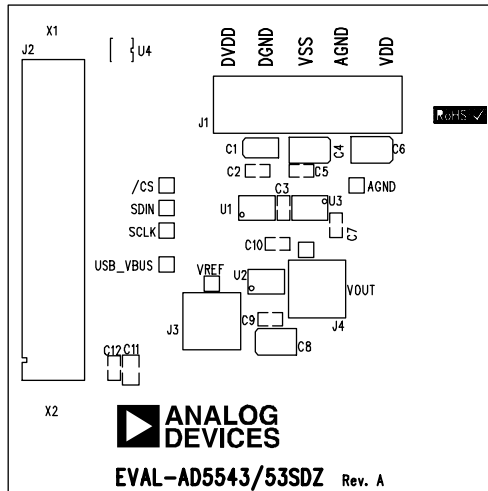 X1
J2
U4
DVDD
DGND
VSS
AGND
VDD
J1
RoHS ✓
C1
C4
C6
C2
C5
/CS
AGND
SDIN
U1
C3
U3
SCLK
C7
C10
USB_VBUS
VREF
U2
VOUT
J3
C9
J4
C8
C12
C11
X2
ANALOG
DEVICES
EVAL-AD5543/53SDZ Rev. A